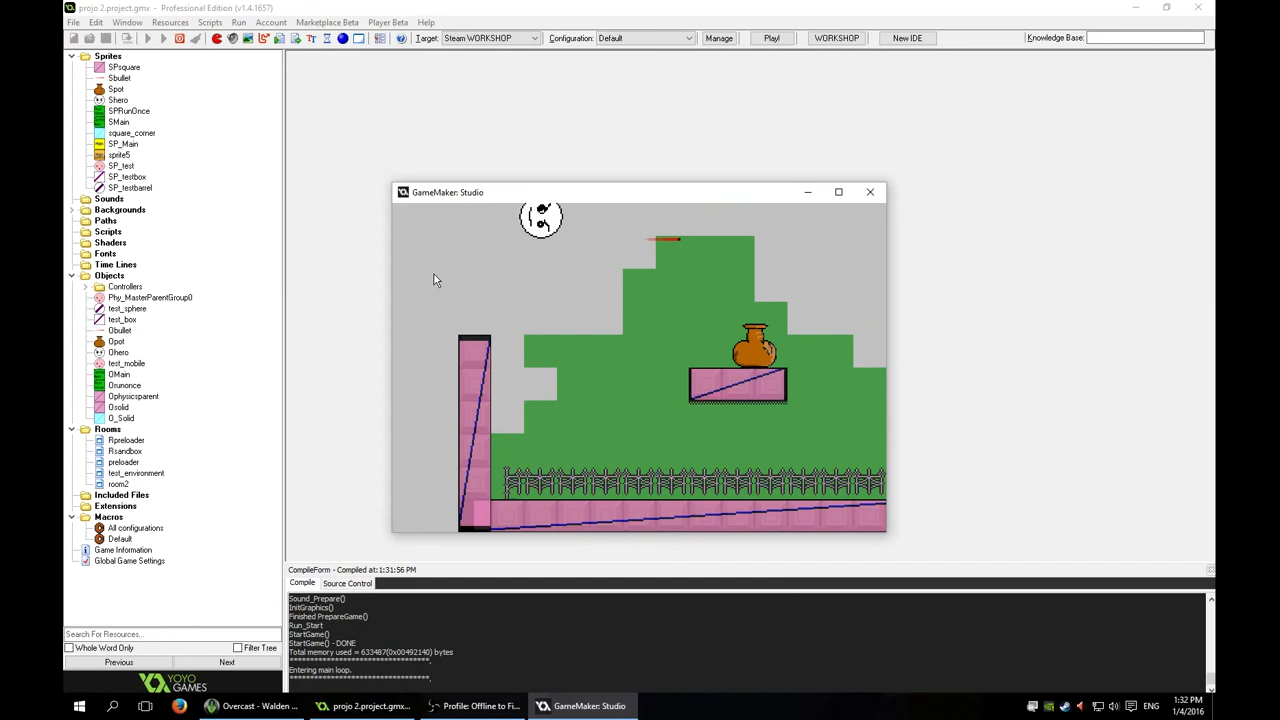 projo 2.project.gmx - Professional Edition (v1.4.1657)
File Edit Window Resources Scripts Run Account Marketplace Beta Player Beta Help
Target: Steam WORKSHOP Configuration: Default Manage Play! WORKSHOP New IDE Knowledge Base:
Sprites
SPsquare
Sbullet
Spot
Shero
SPRunOnce
SMain
square_corner
SP_Main
sprite5
SP_test
SP_testbox
SP_testbarrel
Sounds
Backgrounds
Paths
Scripts
Shaders
Fonts
Time Lines
Objects
Controllers
Phy_MasterParentGroup0
test_sphere
test_box
Obullet
Opot
Ohero
test_mobile
OMain
Orunonce
Ophysicsparent
Osolid
O_Solid
Rooms
Rpreloader
Rsandbox
preloader
test_environment
room2
Included Files
Extensions
Macros
All configurations
Default
Game Information
Global Game Settings
Search For Resources...
Whole Word Only Filter Tree
Previous Next
YOYO
GAMES
GameMaker: Studio
CompileForm - Compiled at:1:31:56 PM
Compile Source Control
Sound_Prepare()
InitGraphics()
Finished PrepareGame()
Run_Start
StartGame()
StartGame() - DONE
Total memory used = 633487(0x00492140) bytes
Entering main loop.
Overcast - Walden ... projo 2.project.gmx... Profile: Offline to Fi... GameMaker: Studio
ENG
1:32 PM
1/4/2016